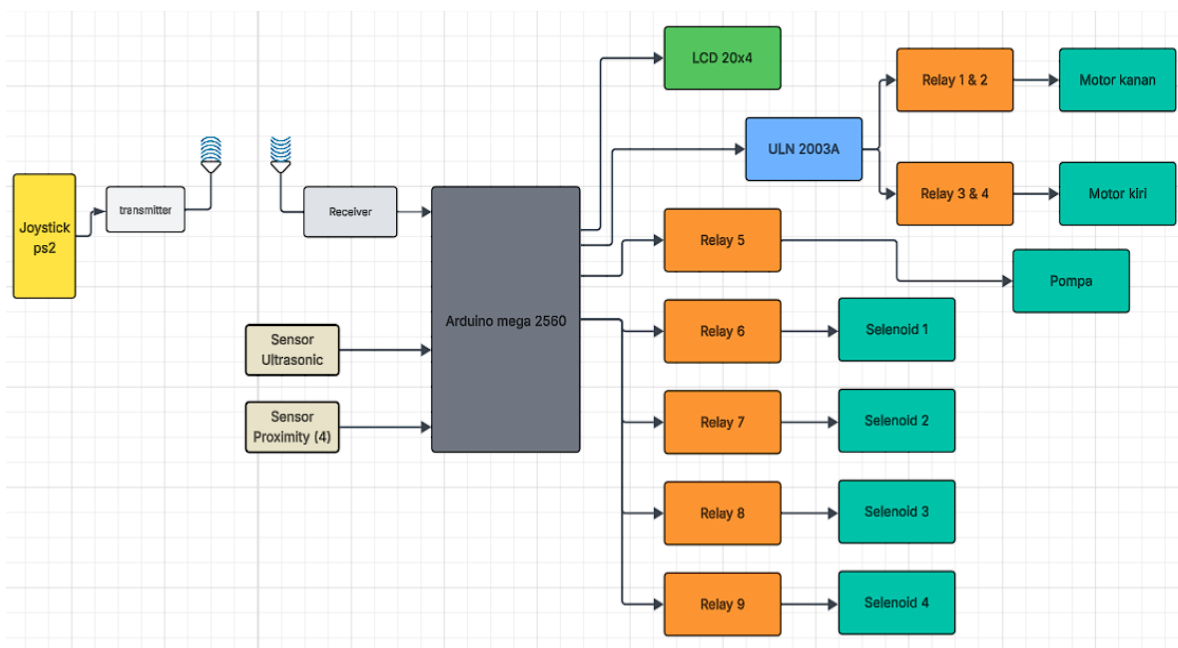 Joystick
ps2
transmitter
Receiver
Sensor
Ultrasonic
Sensor
Proximity (4)
Arduino mega 2560
LCD 20x4
ULN 2003A
Relay 1 & 2
Motor kanan
Relay 3 & 4
Motor kiri
Relay 5
Pompa
Relay 6
Selenoid 1
Relay 7
Selenoid 2
Relay 8
Selenoid 3
Relay 9
Selenoid 4